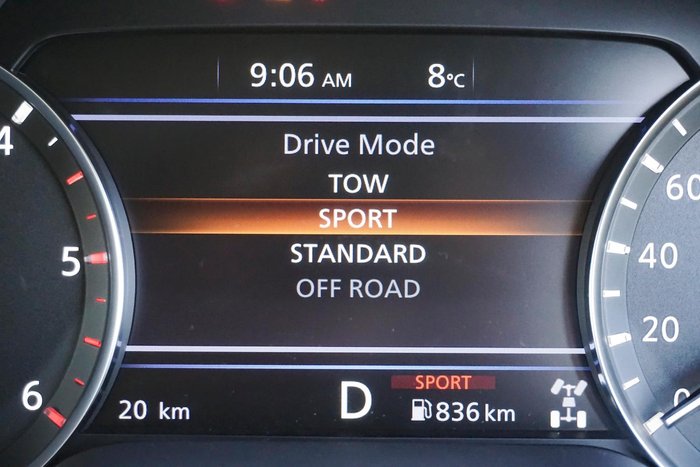 9:06 AM 8°C
Drive Mode
TOW
SPORT
STANDARD
OFF ROAD
SPORT
20 km D 836 km
4
5
6
60
40
20
0